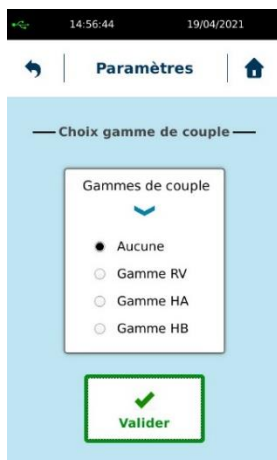 14:56:44 19/04/2021
Paramètres
Choix gamme de couple
Gammes de couple
Aucune
Gamme RV
Gamme HA
Gamme HB
Valider